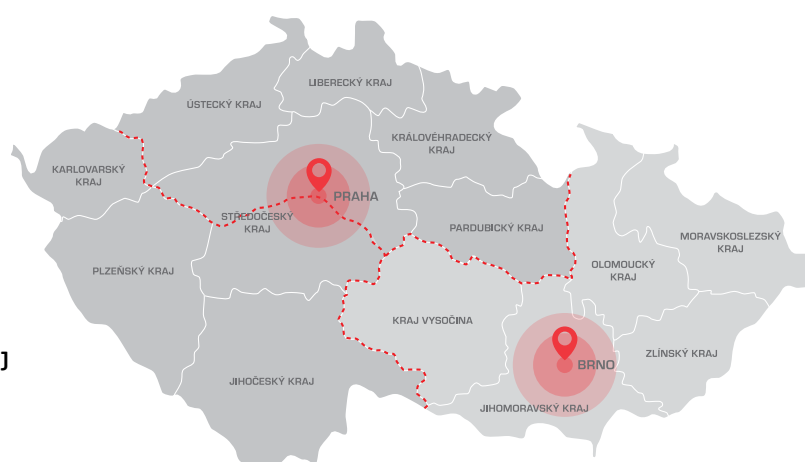 LIBERECKÝ KRAJ
ÚSTECKÝ KRAJ
KRÁLOVÉHRADECKÝ
KRAJ
KARLOVARSKÝ
KRAJ
PRAHA
STŘEDOČESKÝ
KRAJ
PARDUBICKÝ KRAJ
MORAVSKOSLEZSKÝ
KRAJ
PLZEŇSKÝ KRAJ
OLOMOUCKÝ
KRAJ
KRAJ VYSOČINA
J
BRNO
ZLÍNSKÝ KRAJ
JIHOČESKÝ KRAJ
JIHOMORAVSKÝ KRAJ